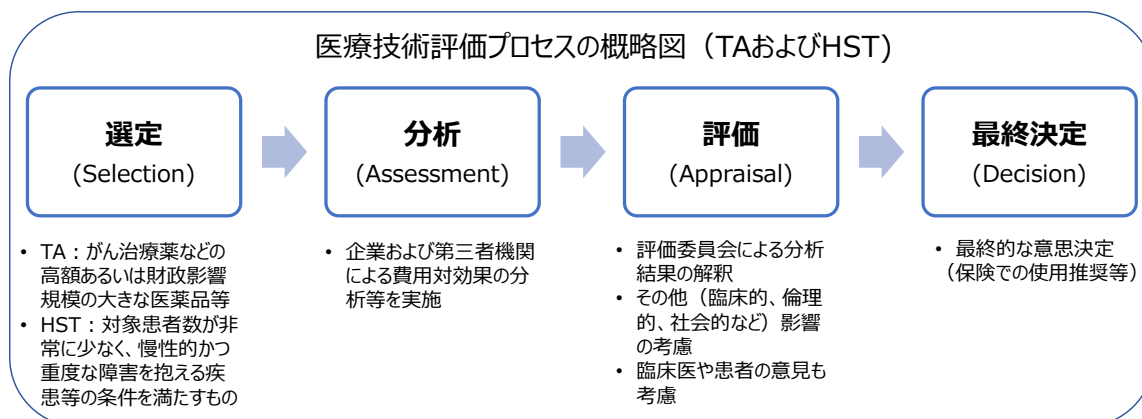 医療技術評価プロセスの概略図（TAおよびHST)
選定
(Selection)
分析
(Assessment)
評価
(Appraisal)
最終決定
(Decision)
• TA：がん治療薬などの
高額あるいは財政影響
規模の大きな医薬品等
• HST：対象患者数が非
常に少なく、慢性的かつ
重度な障害を抱える疾
患等の条件を満たすもの
• 企業および第三者機関
による費用対効果の分
析等を実施
• 評価委員会による分析
結果の解釈
• その他（臨床的、倫理
的、社会的など）影響
の考慮
• 臨床医や患者の意見も
考慮
• 最終的な意思決定
（保険での使用推奨等）